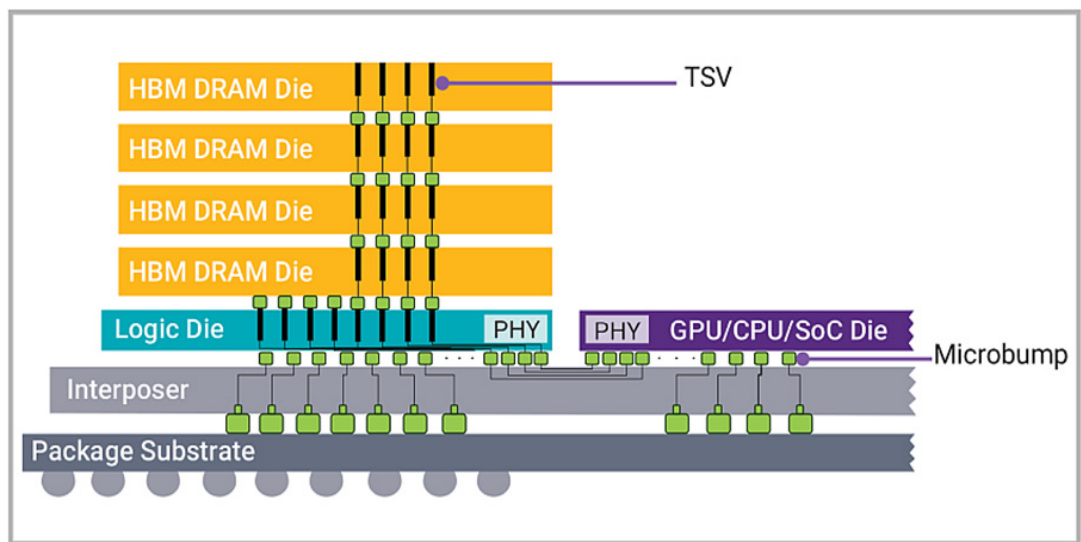 HBM DRAM Die
TSV
HBM DRAM Die
HBM DRAM Die
HBM DRAM Die
Logic Die
PHY
PHY
GPU/CPU/SoC Die
Microbump
Interposer
Package Substrate